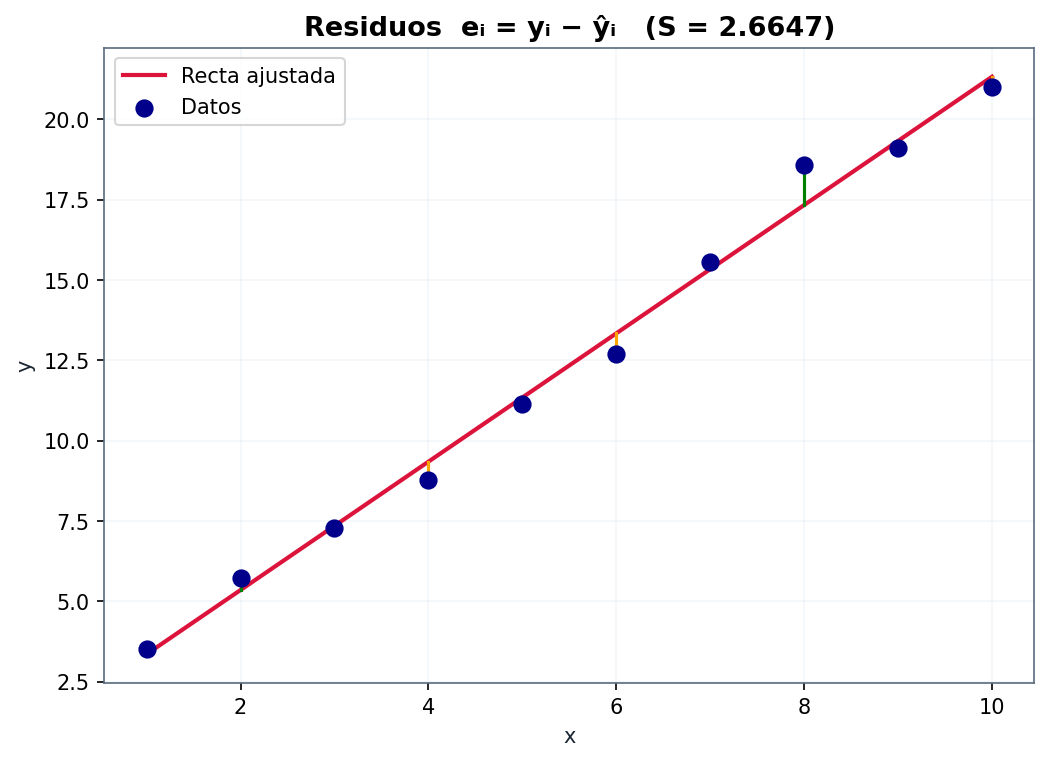 Residuos eᵢ = yᵢ − ŷᵢ (S = 2.6647)
Recta ajustada
Datos
20.0
17.5
15.0
12.5
10.0
7.5
5.0
2.5
y
2 4 6 8 10
x